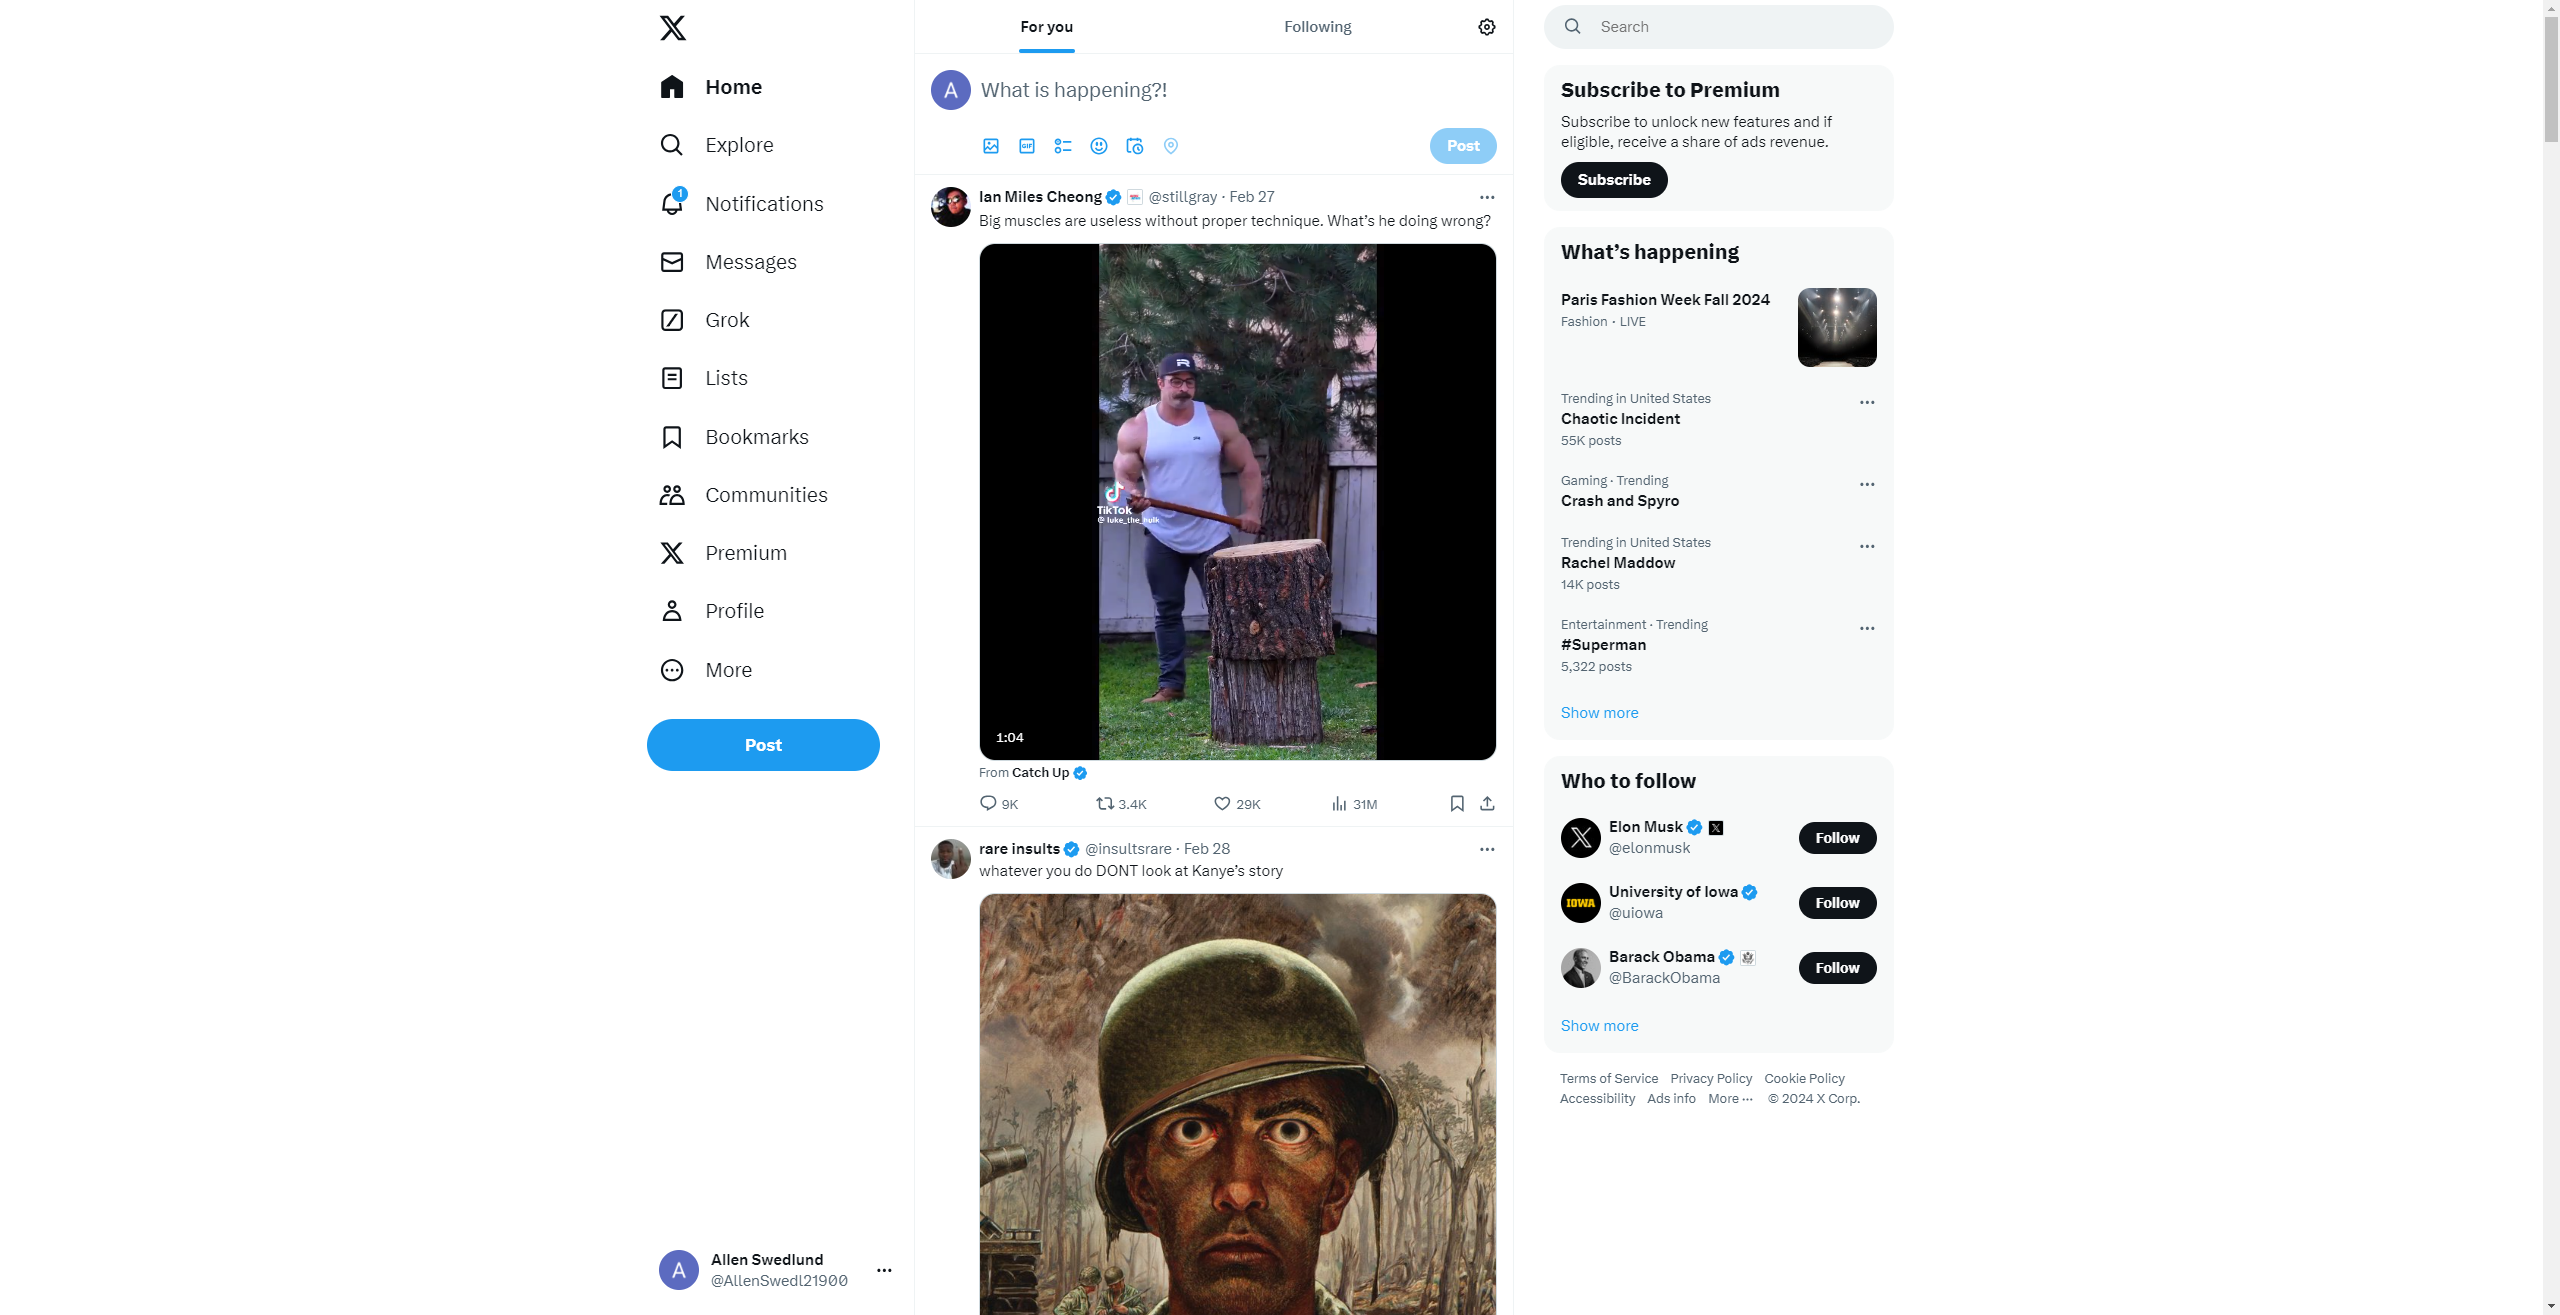 Home
Explore
1
Notifications
Messages
Grok
Lists
Bookmarks
Communities
Premium
Profile
More
Post
A
Allen Swedlund
@AllenSwedl21900
For you
Following
A
What is happening?!
GIF
Post
Ian Miles Cheong @stillgray · Feb 27
Big muscles are useless without proper technique. What’s he doing wrong?
TikTok
@luke_the_hulk
1:04
From Catch Up
9K 3.4K 29K 31M
rare insults @insultsrare · Feb 28
whatever you do DONT look at Kanye’s story
Search
Subscribe to Premium
Subscribe to unlock new features and if
eligible, receive a share of ads revenue.
Subscribe
What’s happening
Paris Fashion Week Fall 2024
Fashion · LIVE
Trending in United States
Chaotic Incident
55K posts
Gaming · Trending
Crash and Spyro
Trending in United States
Rachel Maddow
14K posts
Entertainment · Trending
#Superman
5,322 posts
Show more
Who to follow
Elon Musk
@elonmusk
Follow
IOWA
University of Iowa
@uiowa
Follow
Barack Obama
@BarackObama
Follow
Show more
Terms of Service Privacy Policy Cookie Policy
Accessibility Ads info More ··· © 2024 X Corp.